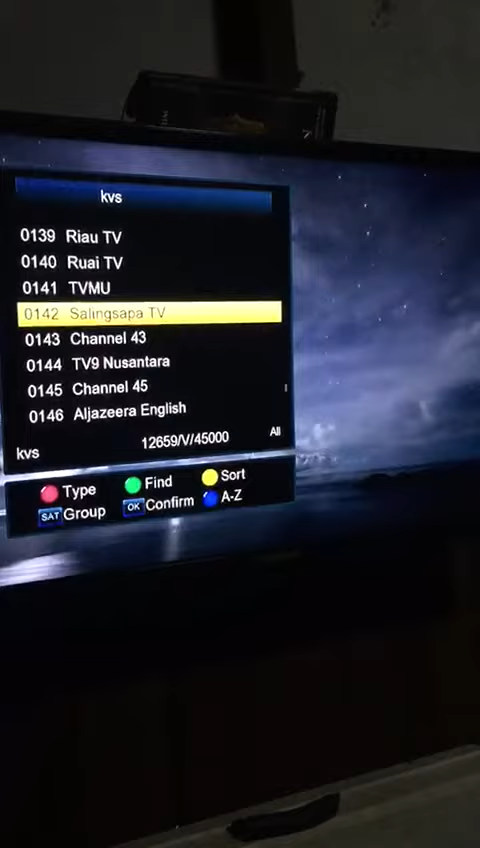 kvs
0139 Riau TV
0140 Ruai TV
0141 TVMU
0142 Salingsapa TV
0143 Channel 43
0144 TV9 Nusantara
0145 Channel 45
0146 Aljazeera English
kvs 12659/V/45000 All
Type Find Sort
SAT Group OK Confirm A-Z